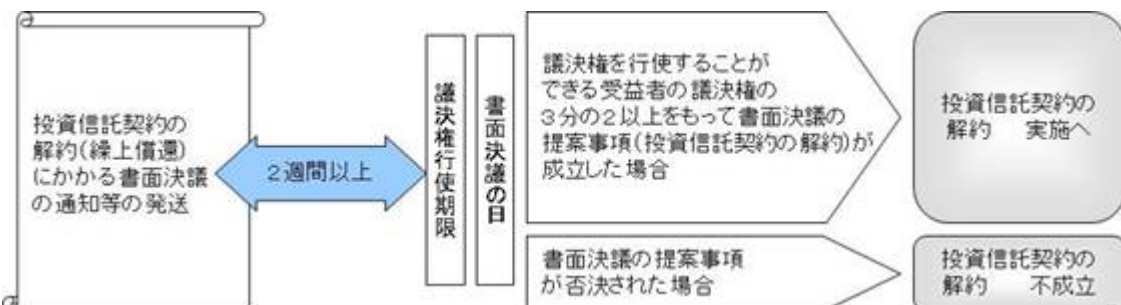 投資信託契約の
解約(繰上償還)
にかかる書面決議
の通知等の発送
２週間以上
議決権行使期限
書面決議の日
議決権を行使することが
できる受益者の議決権の
３分の２以上をもって書面決議の
提案事項(投資信託契約の解約)が
成立した場合
投資信託契約の
解約　実施へ
書面決議の提案事項
が否決された場合
投資信託契約の
解約　不成立